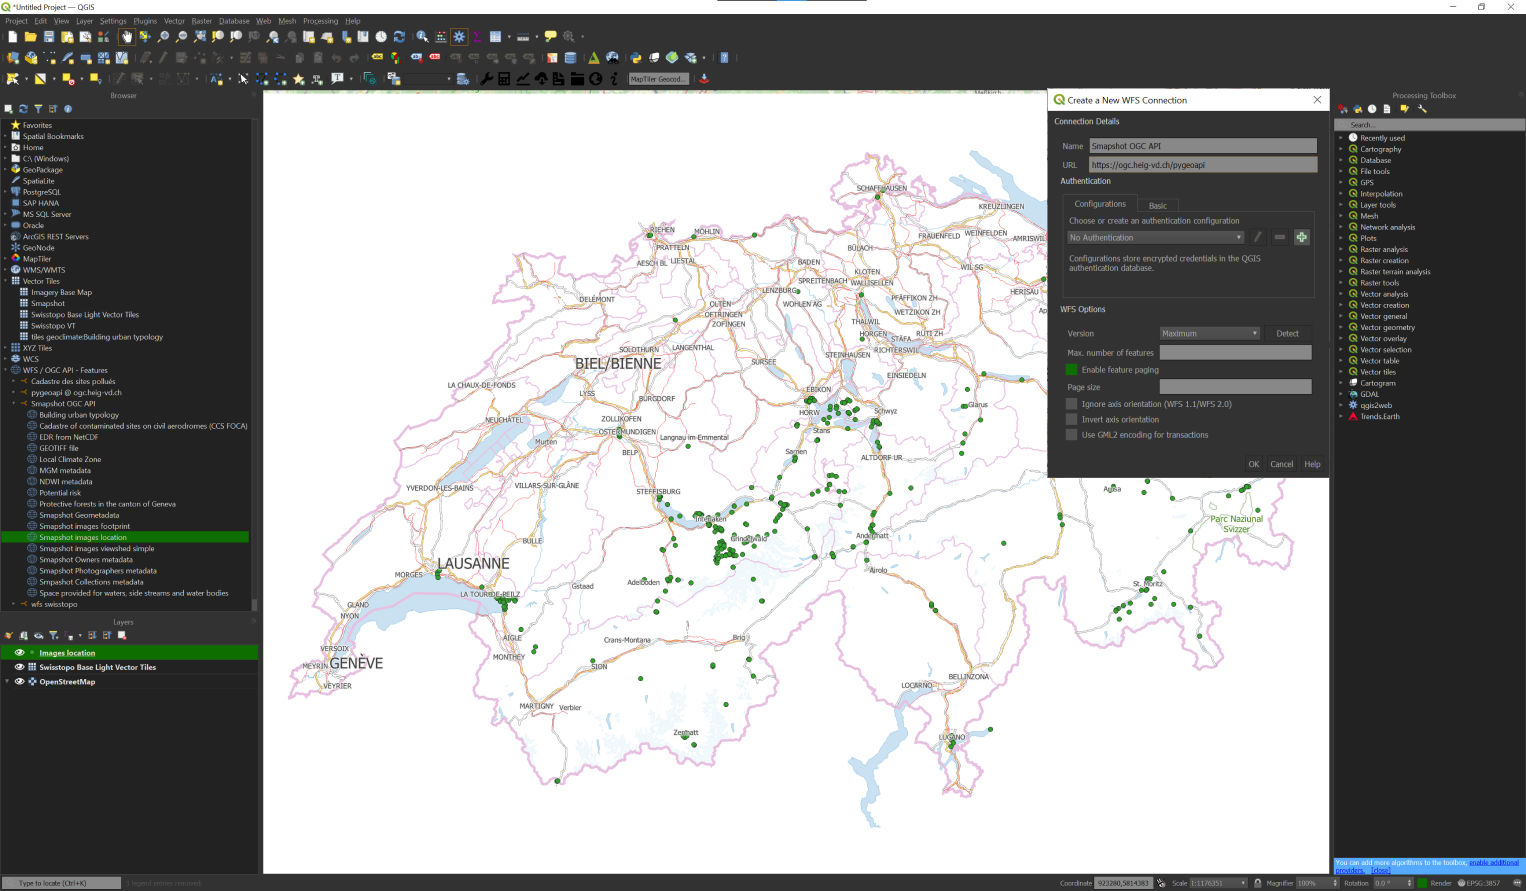 *Untitled Project — QGIS
Project Edit View Layer Settings Plugins Vector Raster Database Web Mesh Processing Help
MapTiler Geocod...
Browser
Favorites
Spatial Bookmarks
Home
C:\ (Windows)
GeoPackage
SpatiaLite
PostgreSQL
SAP HANA
MS SQL Server
Oracle
ArcGIS REST Servers
GeoNode
MapTiler
WMS/WMTS
Vector Tiles
Imagery Base Map
Smapshot
Swisstopo Base Light Vector Tiles
Swisstopo VT
tiles geoclimate:Building urban typology
XYZ Tiles
WCS
WFS / OGC API - Features
Cadastre des sites pollués
pygeoapi @ ogc.heig-vd.ch
Smapshot OGC API
Building urban typology
Cadastre of contaminated sites on civil aerodromes (CCS FOCA)
EDR from NetCDF
GEOTIFF file
Local Climate Zone
MGM metadata
NDWI metadata
Potential risk
Protective forests in the canton of Geneva
Smapshot Geometadata
Smapshot images footprint
Smapshot images location
Smapshot images viewshed simple
Smapshot Owners metadata
Smapshot Photographers metadata
Smpashot Collections metadata
Space provided for waters, side streams and water bodies
wfs swisstopo
Layers
Images location
Swisstopo Base Light Vector Tiles
OpenStreetMap
SCHAFFHAUSEN
KREUZLINGEN
RIEHEN
MÖHLIN
FRAUENFELD
WEINFELDEN
AMRISWIL
PRATTELN
BÜLACH
AESCH BL
LIESTAL
BADEN
WIL SG
KLOTEN
SPREITENBACH
WALLISELLEN
DELÉMONT
LENZBURG
HERISAU
OLTEN
WOHLEN AG
PFÄFFIKON ZH
OFTRINGEN
WETZIKON ZH
ZOFINGEN
THALWIL
HORGEN
RÜTI ZH
STÄFA
SOLOTHURN
LANGENTHAL
RICHTERSWIL
STEINHAUSEN
BIEL/BIENNE
SURSEE
EINSIEDELN
LA CHAUX-DE-FONDS
LYSS
BURGDORF
EBIKON
Glarus
HORW
Schwyz
NEUCHÂTEL
ZOLLIKOFEN
OSTERMUNDIGEN
Stans
Murten
Langnau im Emmental
BELP
Sarnen
ALTDORF UR
YVERDON-LES-BAINS
VILLARS-SUR-GLÂNE
STEFFISBURG
Arosa
Interlaken
Parc Naziunal
Svizzer
BULLE
Grindelwald
Andermatt
LAUSANNE
Airolo
MORGES
Adelboden
Gstaad
St. Moritz
LA TOUR-DE-PEILZ
GLAND
NYON
AIGLE
Crans-Montana
Brig
VERSOIX
MONTHEY
GENÈVE
MEYRIN
SION
VEYRIER
BELLINZONA
LOCARNO
MARTIGNY
Verbier
Zermatt
LUGANO
Create a New WFS Connection
Connection Details
Name Smapshot OGC API
URL https://ogc.heig-vd.ch/pygeoapi
Authentication
Configurations Basic
Choose or create an authentication configuration
No Authentication
Configurations store encrypted credentials in the QGIS
authentication database.
WFS Options
Version Maximum Detect
Max. number of features
Enable feature paging
Page size
Ignore axis orientation (WFS 1.1/WFS 2.0)
Invert axis orientation
Use GML2 encoding for transactions
OK Cancel Help
Processing Toolbox
Search...
Recently used
Cartography
Database
File tools
GPS
Interpolation
Layer tools
Mesh
Network analysis
Plots
Raster analysis
Raster creation
Raster terrain analysis
Raster tools
Vector analysis
Vector creation
Vector general
Vector geometry
Vector overlay
Vector selection
Vector table
Vector tiles
Cartogram
GDAL
qgis2web
Trends.Earth
You can add more algorithms to the toolbox, enable additional
providers. [close]
Type to locate (Ctrl+K)
1 legend entries removed.
Coordinate 923280,5814383 Scale 1:1176351 Magnifier 100% Rotation 0.0 ° Render EPSG:3857